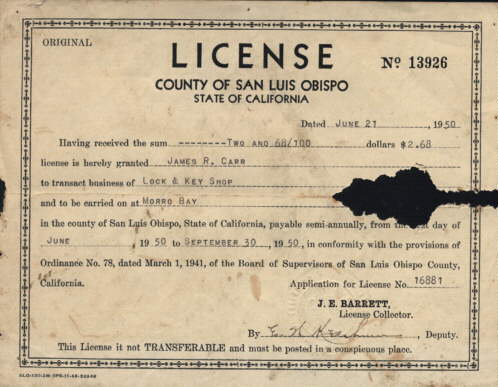 ORIGINAL
LICENSE
Nº 13926
COUNTY OF SAN LUIS OBISPO
STATE OF CALIFORNIA
Dated JUNE 21, 1950
Having received the sum --------TWO AND 68/100 dollars $2.68
license is hereby granted JAMES R. CARR
to transact business of LOCK & KEY SHOP
and to be carried on at MORRO BAY
in the county of San Luis Obispo, State of California, payable semi-annually, from the day of
JUNE 1950 to SEPTEMBER 30, 1950, in conformity with the provisions of
Ordinance No. 78, dated March 1, 1941, of the Board of Supervisors of San Luis Obispo County,
California. Application for License No. 16881
J. E. BARRETT,
License Collector.
By E. , Deputy.
This License it not TRANSFERABLE and must be posted in a conspicuous place.